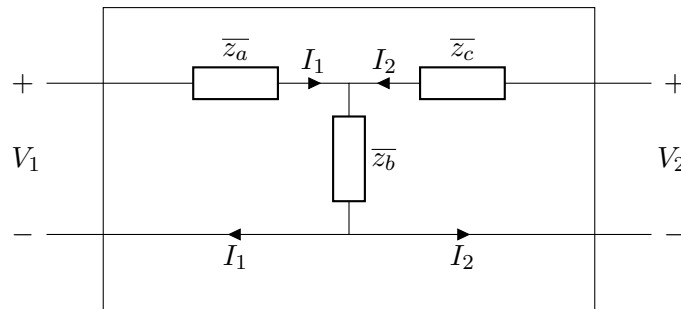 $\overline{z_a}$ $\overline{z_c}$
$I_1$ $I_2$
+ +
$V_1$ $\overline{z_b}$ $V_2$
− −
$I_1$ $I_2$